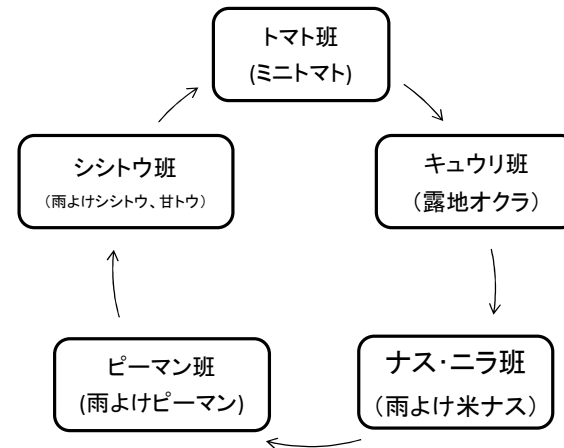 トマト班
(ミニトマト)
キュウリ班
（露地オクラ）
ナス・ニラ班
（雨よけ米ナス）
ピーマン班
(雨よけピーマン)
シシトウ班
（雨よけシシトウ、甘トウ）